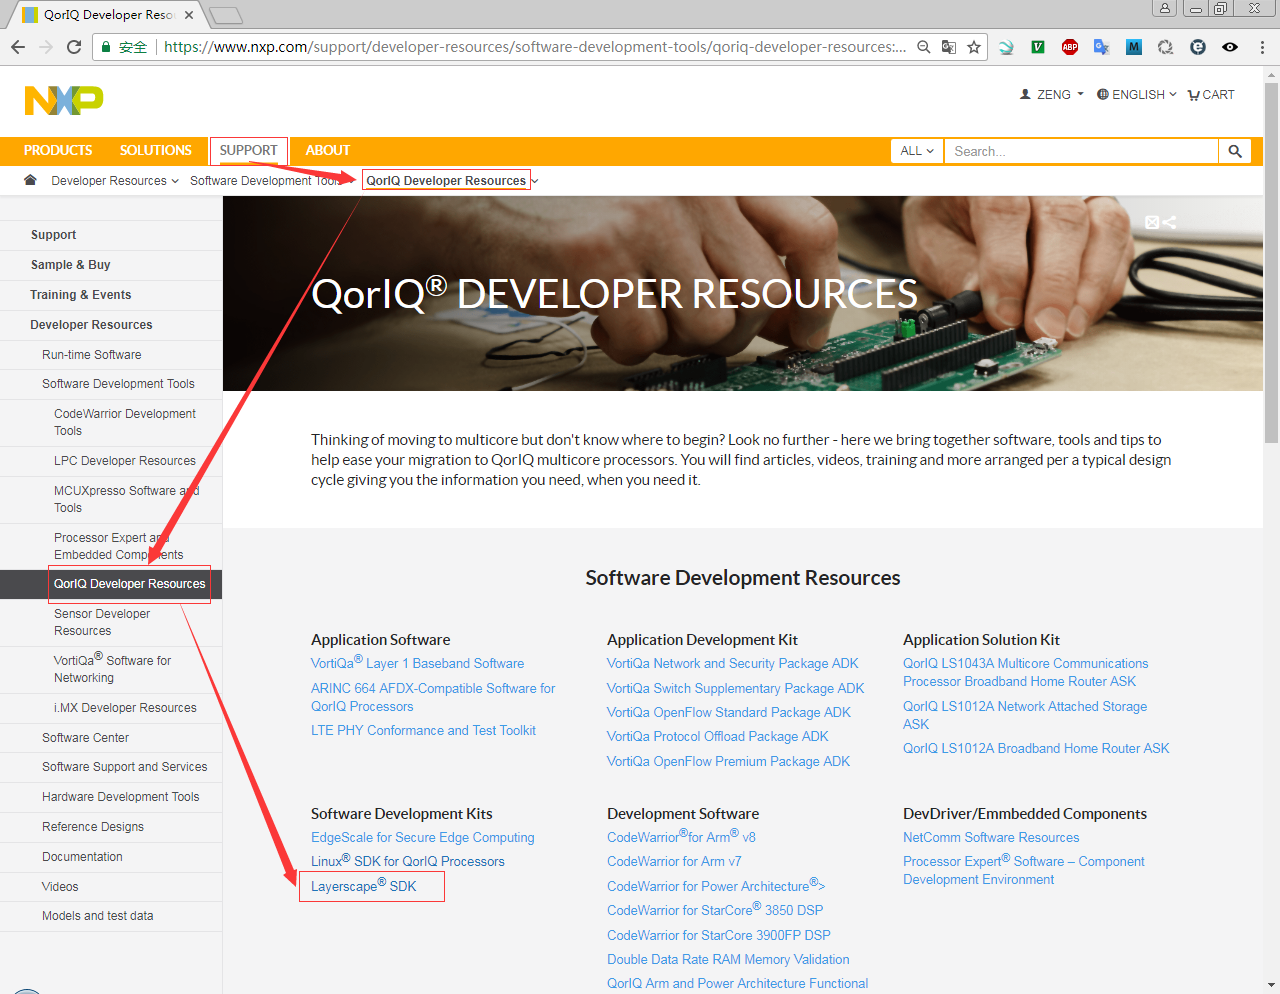 QorIQ Developer Reso
安全
https://www.nxp.com/support/developer-resources/software-development-tools/qoriq-developer-resources:...
NXP
ZENG
ENGLISH
CART
PRODUCTS
SOLUTIONS
SUPPORT
ABOUT
ALL
Search...
Developer Resources
Software Development Tools
QorIQ Developer Resources
Support
Sample & Buy
Training & Events
Developer Resources
Run-time Software
Software Development Tools
CodeWarrior Development
Tools
LPC Developer Resources
MCUXpresso Software and
Tools
Processor Expert and
Embedded Components
QorIQ Developer Resources
Sensor Developer
Resources
VortiQa® Software for
Networking
i.MX Developer Resources
Software Center
Software Support and Services
Hardware Development Tools
Reference Designs
Documentation
Videos
Models and test data
QorIQ® DEVELOPER RESOURCES
Thinking of moving to multicore but don't know where to begin? Look no further - here we bring together software, tools and tips to
help ease your migration to QorIQ multicore processors. You will find articles, videos, training and more arranged per a typical design
cycle giving you the information you need, when you need it.
Software Development Resources
Application Software
VortiQa® Layer 1 Baseband Software
ARINC 664 AFDX-Compatible Software for
QorIQ Processors
LTE PHY Conformance and Test Toolkit
Application Development Kit
VortiQa Network and Security Package ADK
VortiQa Switch Supplementary Package ADK
VortiQa OpenFlow Standard Package ADK
VortiQa Protocol Offload Package ADK
VortiQa OpenFlow Premium Package ADK
Application Solution Kit
QorIQ LS1043A Multicore Communications
Processor Broadband Home Router ASK
QorIQ LS1012A Network Attached Storage
ASK
QorIQ LS1012A Broadband Home Router ASK
Software Development Kits
EdgeScale for Secure Edge Computing
Linux® SDK for QorIQ Processors
Layerscape® SDK
Development Software
CodeWarrior®for Arm® v8
CodeWarrior for Arm v7
CodeWarrior for Power Architecture®>
CodeWarrior for StarCore® 3850 DSP
CodeWarrior for StarCore 3900FP DSP
Double Data Rate RAM Memory Validation
QorIQ Arm and Power Architecture Functional
DevDriver/Emmbedded Components
NetComm Software Resources
Processor Expert® Software – Component
Development Environment